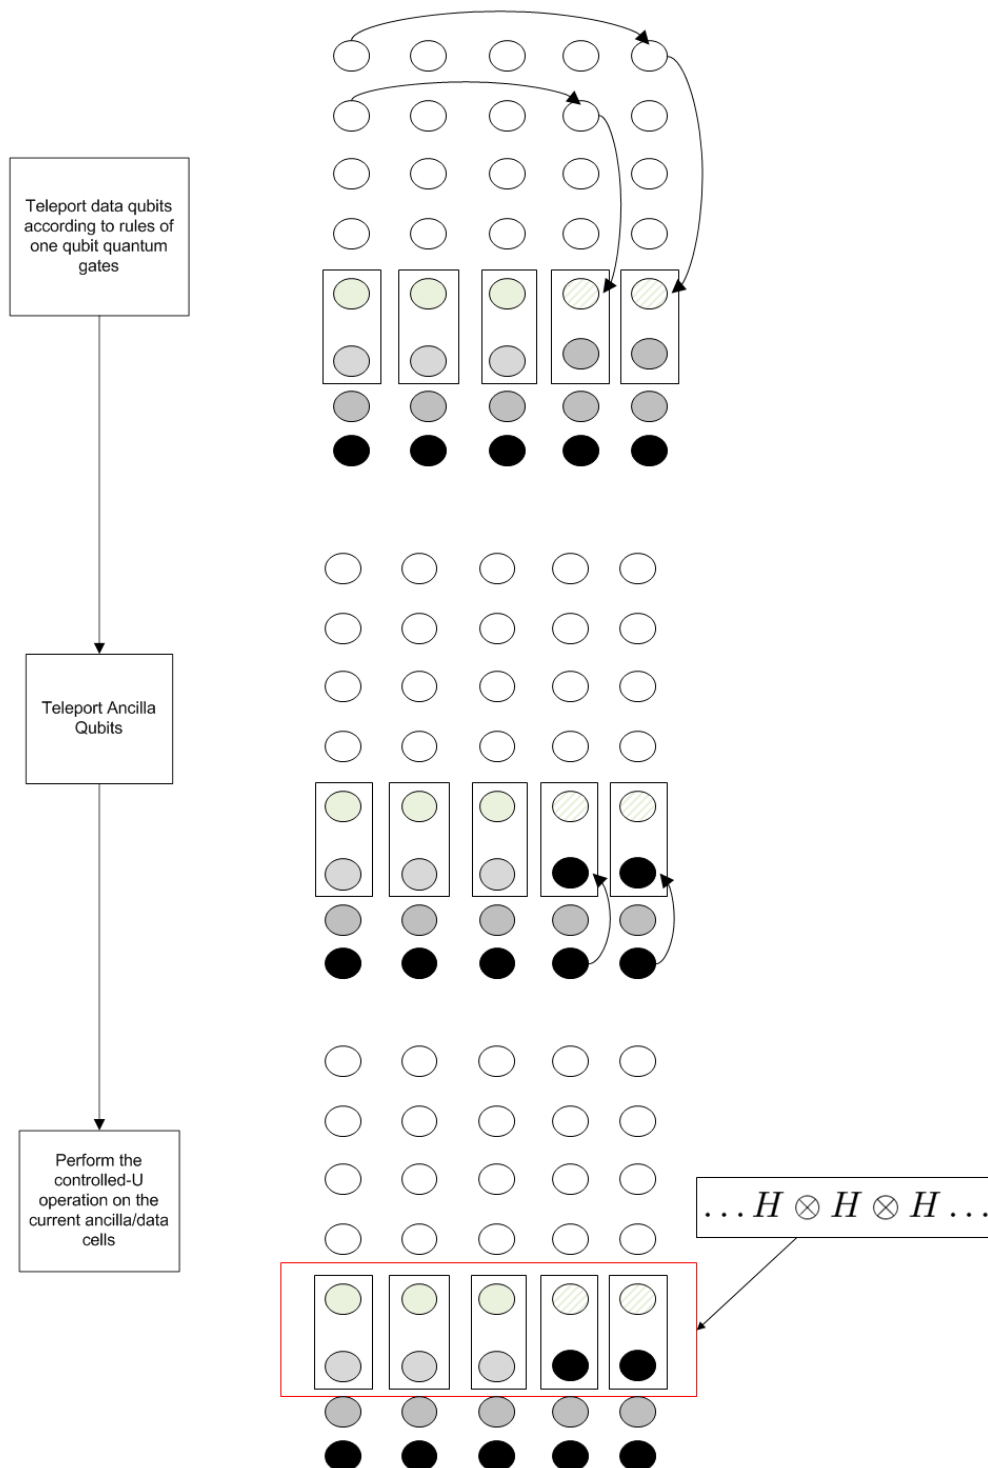 Teleport data qubits
according to rules of
one qubit quantum
gates
Teleport Ancilla
Qubits
Perform the
controlled-U
operation on the
current ancilla/data
cells
... H ⊗ H ⊗ H ...